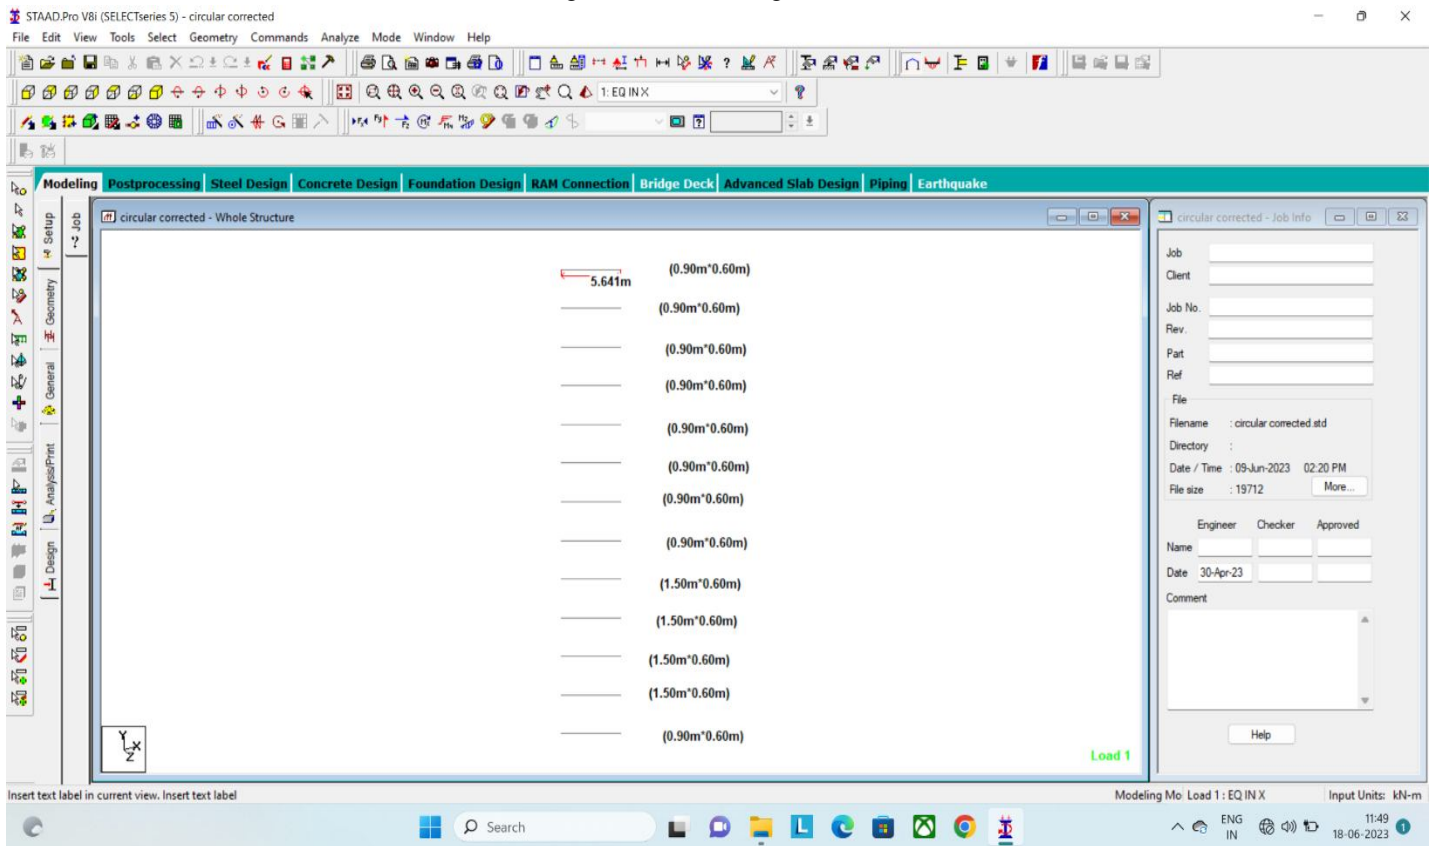 STAAD.Pro V8i (SELECTseries 5) - circular corrected
File Edit View Tools Select Geometry Commands Analyze Mode Window Help
1: EQ IN X
Modeling Postprocessing Steel Design Concrete Design Foundation Design RAM Connection Bridge Deck Advanced Slab Design Piping Earthquake
Setup
Geometry
General
Analysis/Print
Design
Job
circular corrected - Whole Structure
5.641m
(0.90m*0.60m)
(0.90m*0.60m)
(0.90m*0.60m)
(0.90m*0.60m)
(0.90m*0.60m)
(0.90m*0.60m)
(0.90m*0.60m)
(0.90m*0.60m)
(1.50m*0.60m)
(1.50m*0.60m)
(1.50m*0.60m)
(1.50m*0.60m)
(0.90m*0.60m)
Y
X
Z
Load 1
circular corrected - Job Info
Job
Client
Job No.
Rev.
Part
Ref
File
Filename : circular corrected.std
Directory :
Date / Time : 09-Jun-2023 02:20 PM
File size : 19712 More...
Engineer Checker Approved
Name
Date 30-Apr-23
Comment
Help
Insert text label in current view. Insert text label
Modeling Mo Load 1 : EQ IN X Input Units: kN-m
Search
ENG
IN
11:49
18-06-2023
1